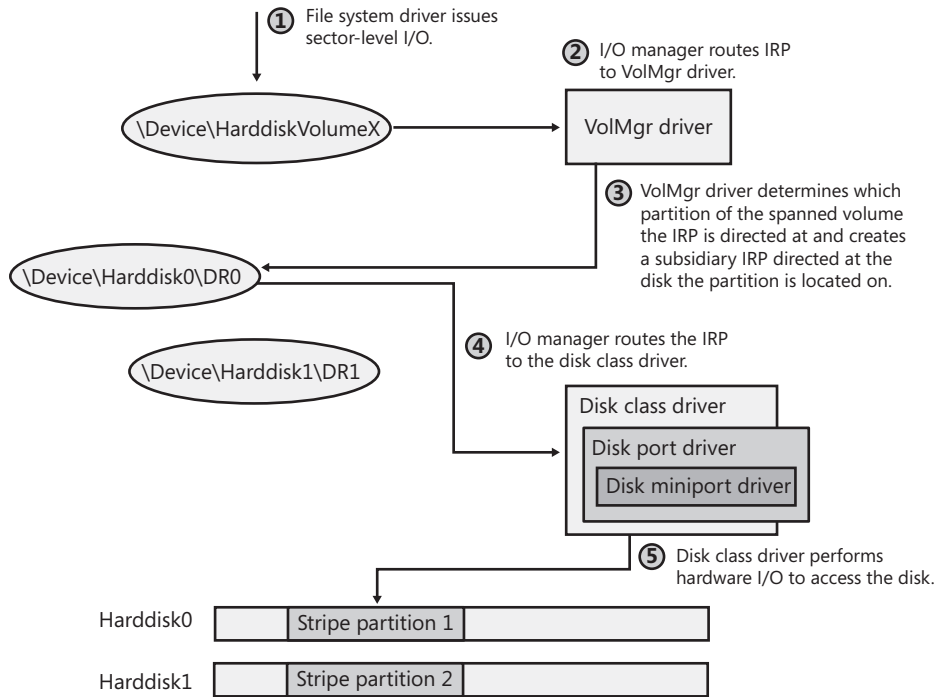 1 File system driver issues
sector-level I/O.
2 I/O manager routes IRP
to VolMgr driver.
\Device\HarddiskVolumeX
VolMgr driver
3 VolMgr driver determines which
partition of the spanned volume
the IRP is directed at and creates
a subsidiary IRP directed at the
disk the partition is located on.
\Device\Harddisk0\DR0
4 I/O manager routes the IRP
to the disk class driver.
\Device\Harddisk1\DR1
Disk class driver
Disk port driver
Disk miniport driver
5 Disk class driver performs
hardware I/O to access the disk.
Harddisk0
Stripe partition 1
Harddisk1
Stripe partition 2